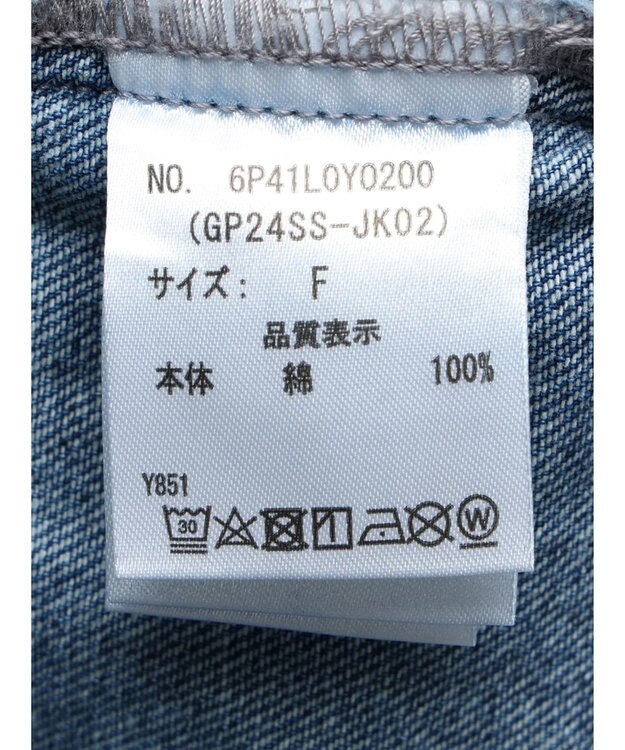 NO. 6P41L0Y0200
(GP24SS-JK02)
サイズ: F
品質表示
本体 綿 100%
Y851
30
W